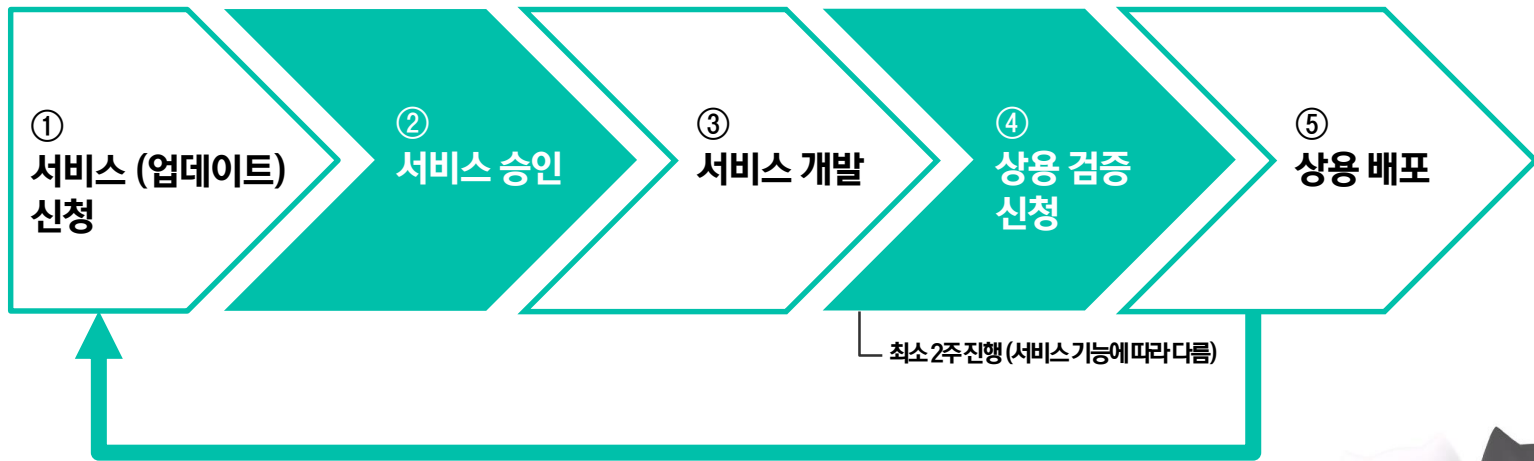 ①
서비스 (업데이트)
신청
②
서비스 승인
③
서비스 개발
④
상용 검증
신청
⑤
상용 배포
최소 2주 진행 (서비스 기능에 따라 다름)